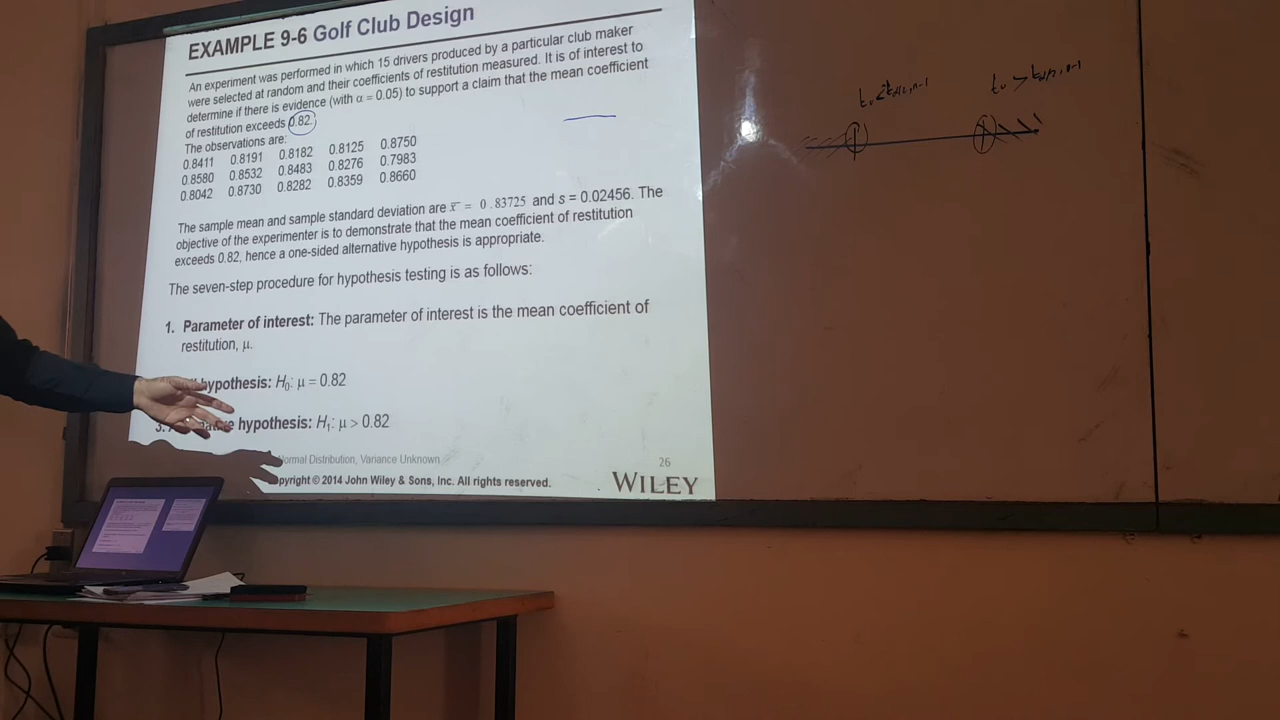 EXAMPLE 9-6 Golf Club Design
An experiment was performed in which 15 drivers produced by a particular club maker
were selected at random and their coefficients of restitution measured. It is of interest to
determine if there is evidence (with α = 0.05) to support a claim that the mean coefficient
of restitution exceeds 0.82.
The observations are:
0.8411 0.8191 0.8182 0.8125 0.8750
0.8580 0.8532 0.8483 0.8276 0.7983
0.8042 0.8730 0.8282 0.8359 0.8660
The sample mean and sample standard deviation are x̄ = 0.83725 and s = 0.02456. The
objective of the experimenter is to demonstrate that the mean coefficient of restitution
exceeds 0.82, hence a one-sided alternative hypothesis is appropriate.
The seven-step procedure for hypothesis testing is as follows:
1. Parameter of interest: The parameter of interest is the mean coefficient of
restitution, μ.
hypothesis: H₀: μ = 0.82
3. hypothesis: H₁: μ > 0.82
Normal Distribution, Variance Unknown 26
pyright © 2014 John Wiley & Sons, Inc. All rights reserved. WILEY